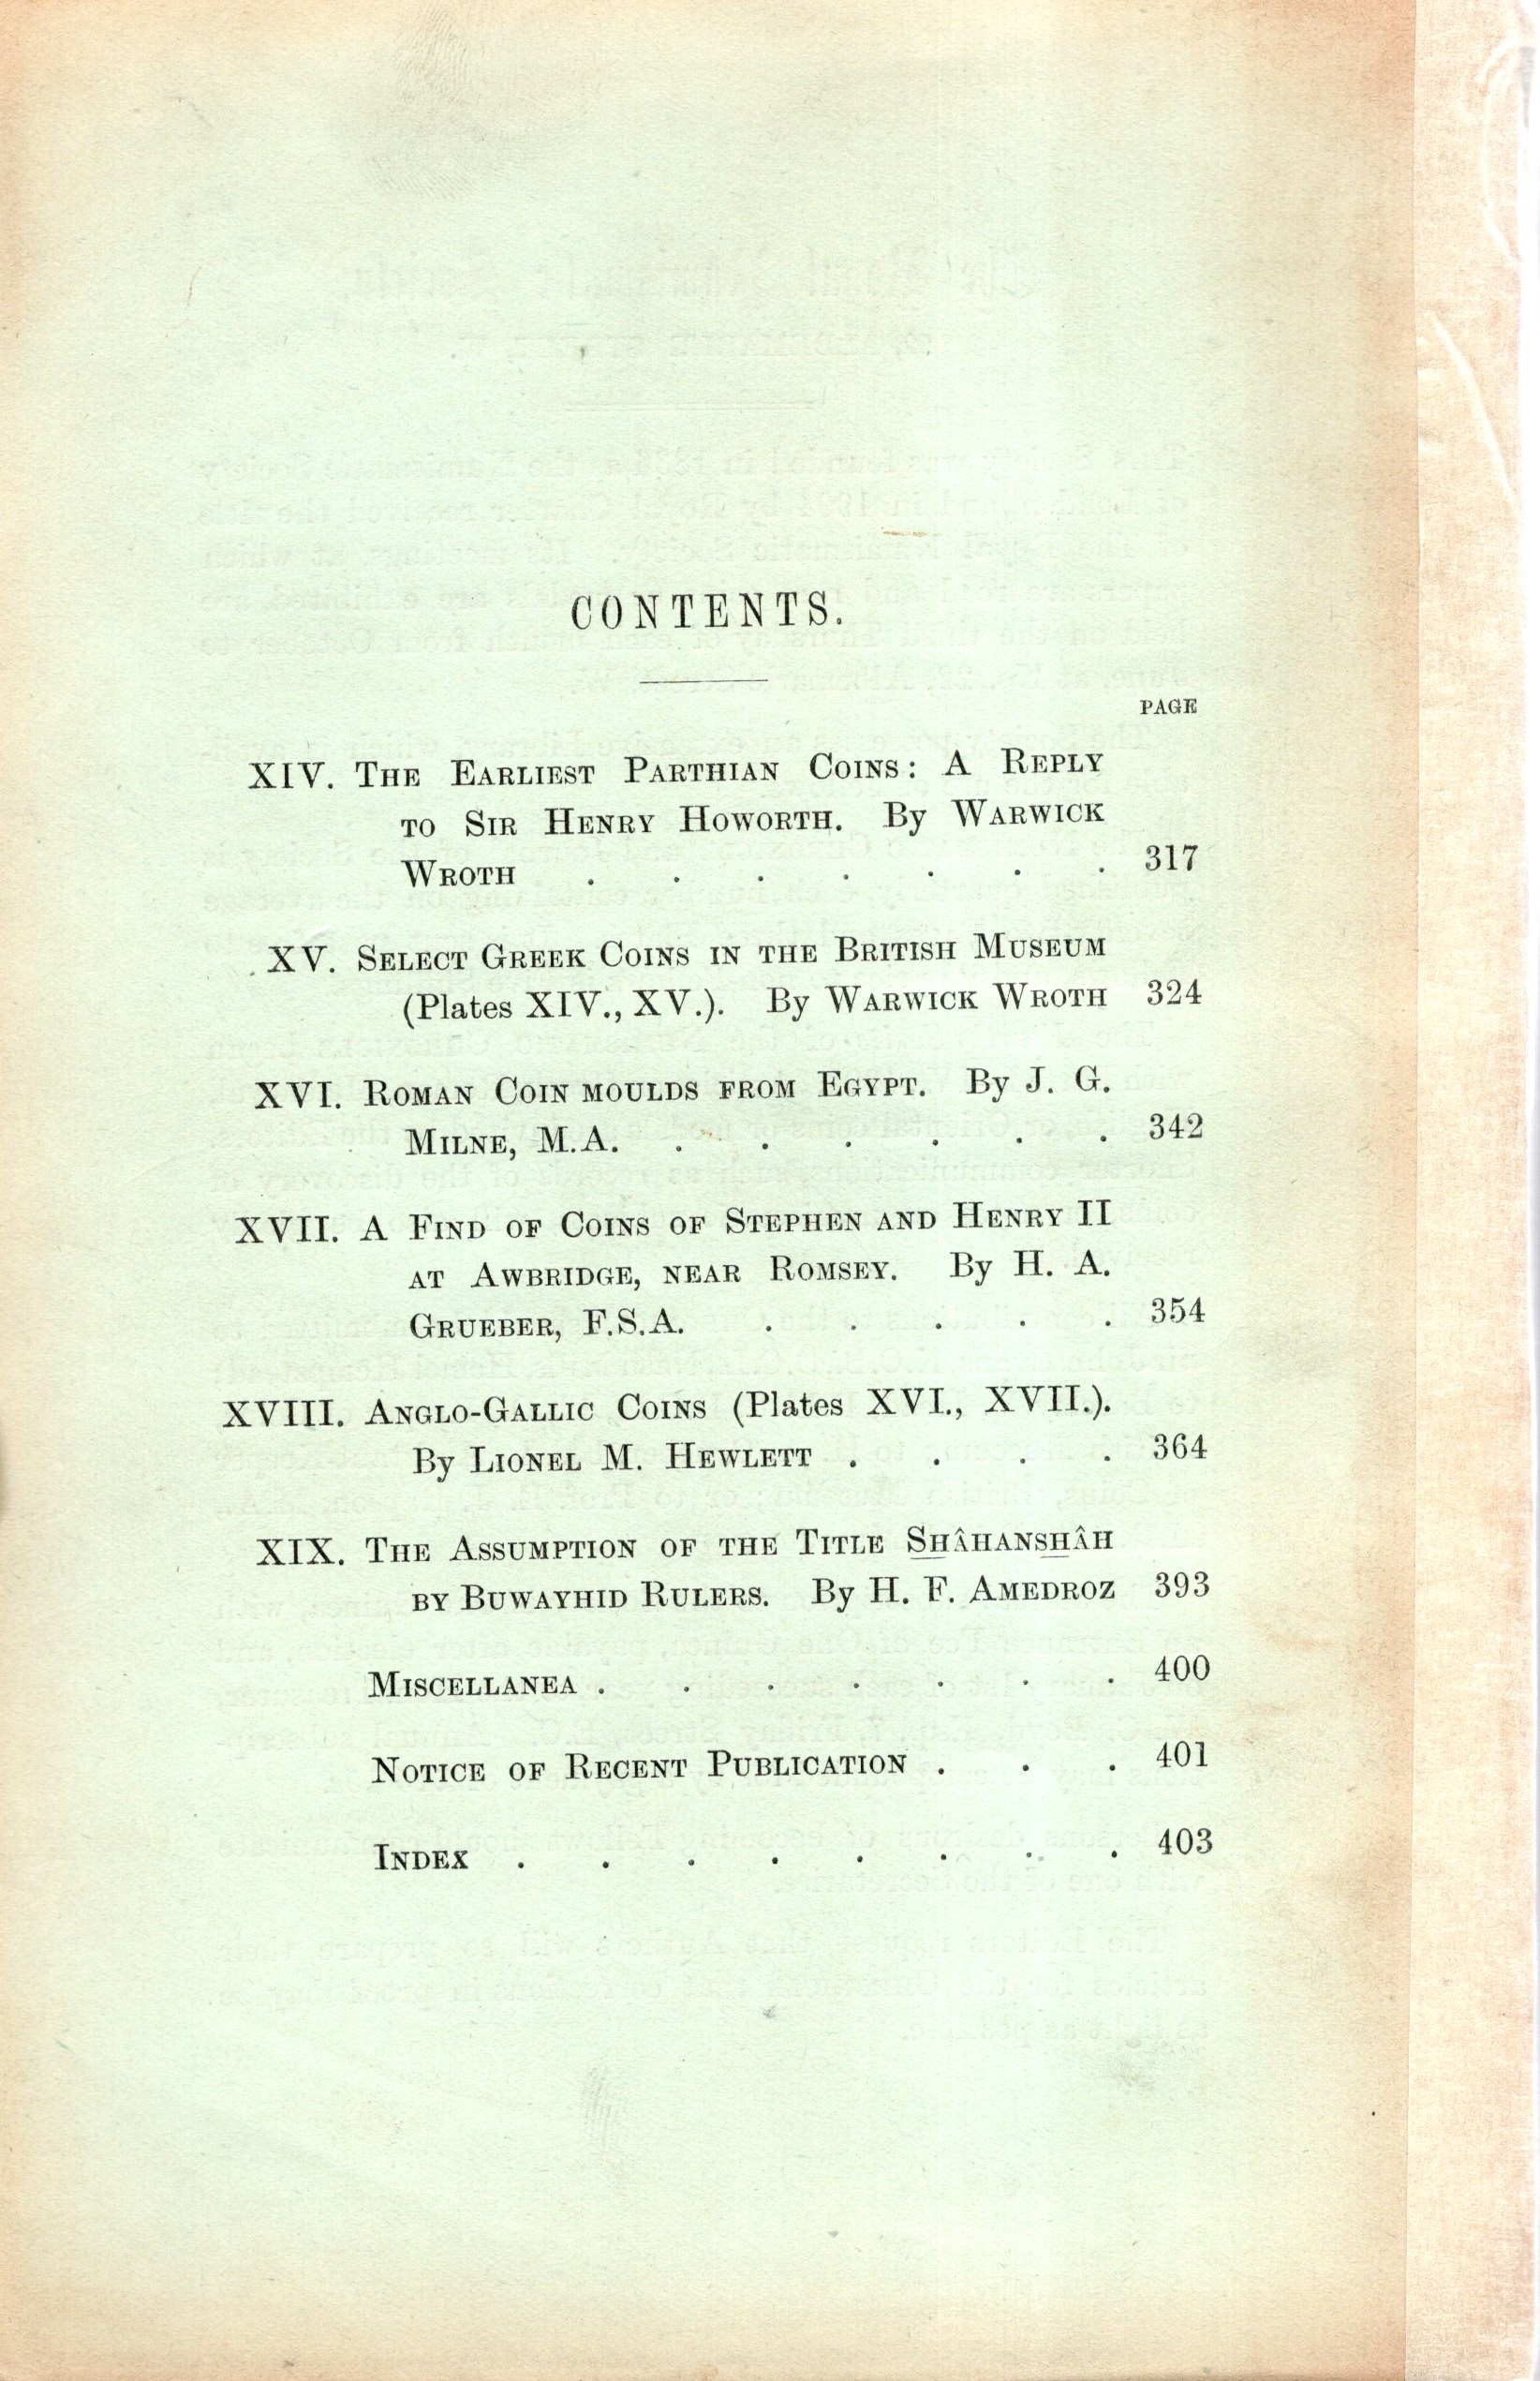 CONTENTS.
PAGE
XIV. The Earliest Parthian Coins: A Reply
to Sir Henry Howorth. By Warwick
Wroth . . . . . . . 317
XV. Select Greek Coins in the British Museum
(Plates XIV., XV.). By Warwick Wroth 324
XVI. Roman Coin moulds from Egypt. By J. G.
Milne, M.A. . . . . . . 342
XVII. A Find of Coins of Stephen and Henry II
at Awbridge, near Romsey. By H. A.
Grueber, F.S.A. . . . . . 354
XVIII. Anglo-Gallic Coins (Plates XVI., XVII.).
By Lionel M. Hewlett . . . . 364
XIX. The Assumption of the Title Shâhanshâh
by Buwayhid Rulers. By H. F. Amedroz 393
Miscellanea . . . . . . . 400
Notice of Recent Publication . . . 401
Index . . . . . . . . 403